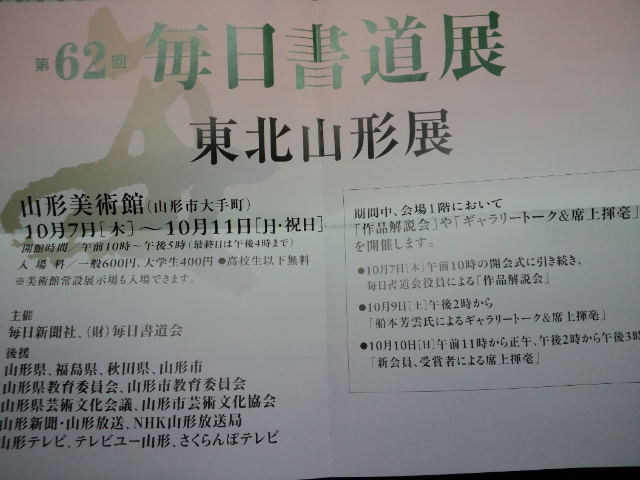 第62回 毎日書道展
東北山形展
山形美術館(山形市大手町)
10月7日[木]〜10月11日[月・祝日]
開館時間/午前10時〜午後5時(最終日は午後4時まで)
入場料/一般600円、大学生400円 ●高校生以下無料
※美術館常設展示場も入場できます。
主催
毎日新聞社、(財)毎日書道会
後援
山形県、福島県、秋田県、山形市
山形県教育委員会、山形市教育委員会
山形県芸術文化会議、山形市芸術文化協会
山形新聞・山形放送、NHK山形放送局
山形テレビ、テレビユー山形、さくらんぼテレビ
期間中、会場1階において
「作品解説会」や「ギャラリートーク&席上揮毫」
を開催します。
●10月7日[木]午前10時の開会式に引き続き、
毎日書道会役員による「作品解説会」
●10月9日[土]午後2時から
「船本芳雲氏によるギャラリートーク&席上揮毫」
●10月10日[日]午前11時から正午、午後2時から午後3時
「新会員、受賞者による席上揮毫」